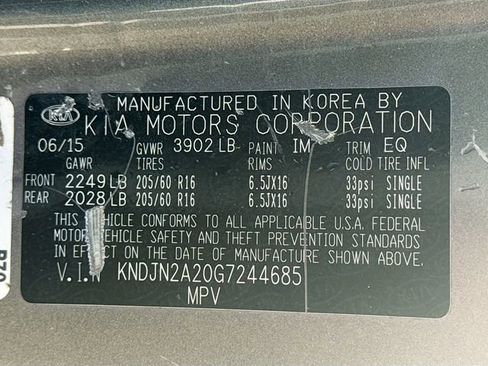 MANUFACTURED IN KOREA BY
KIA KIA MOTORS CORPORATION
06/15 GVWR 3902 LB PAINT IM TRIM EQ
GAWR TIRES RIMS COLD TIRE INFL
FRONT 2249 LB 205/60 R16 6.5JX16 33psi SINGLE
REAR 2028 LB 205/60 R16 6.5JX16 33psi SINGLE
THIS VEHICLE CONFORMS TO ALL APPLICABLE U.S.A. FEDERAL
MOTOR VEHICLE SAFETY AND THEFT PREVENTION STANDARDS
IN EFFECT ON THE DATE OF MANUFACTURE SHOWN ABOVE.
V.I.N KNDJN2A20G7244685
MPV